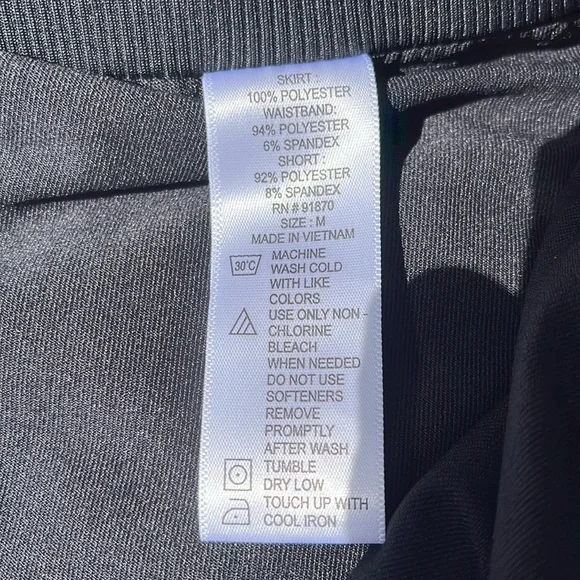 SKIRT :
100% POLYESTER
WAISTBAND:
94% POLYESTER
6% SPANDEX
SHORT :
92% POLYESTER
8% SPANDEX
RN # 91870
SIZE : M
MADE IN VIETNAM
30°C MACHINE
WASH COLD
WITH LIKE
COLORS
USE ONLY NON -
CHLORINE
BLEACH
WHEN NEEDED
DO NOT USE
SOFTENERS
REMOVE
PROMPTLY
AFTER WASH
TUMBLE
DRY LOW
TOUCH UP WITH
COOL IRON